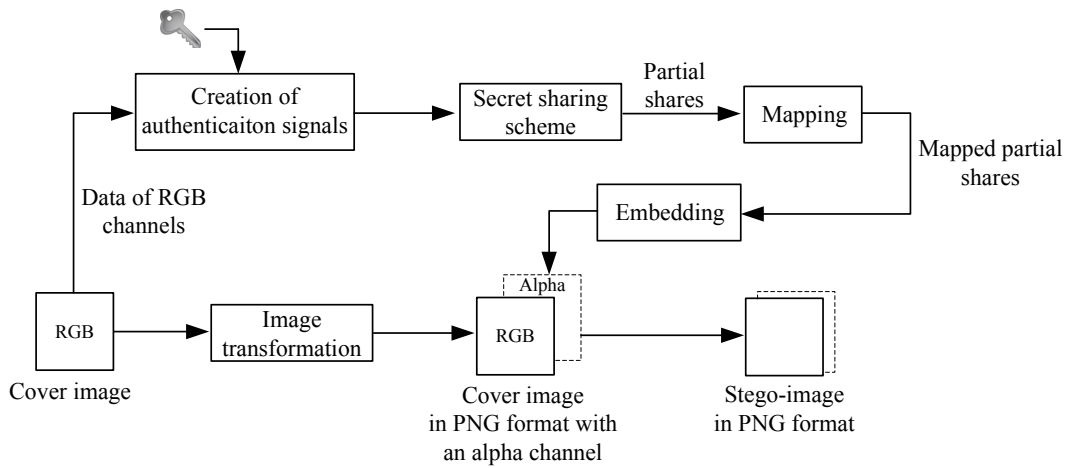 Creation of
authenticaiton signals
Secret sharing
scheme
Partial
shares
Mapping
Mapped partial
shares
Data of RGB
channels
Embedding
Alpha
RGB
Cover image
Image
transformation
RGB
Cover image
in PNG format with
an alpha channel
Stego-image
in PNG format